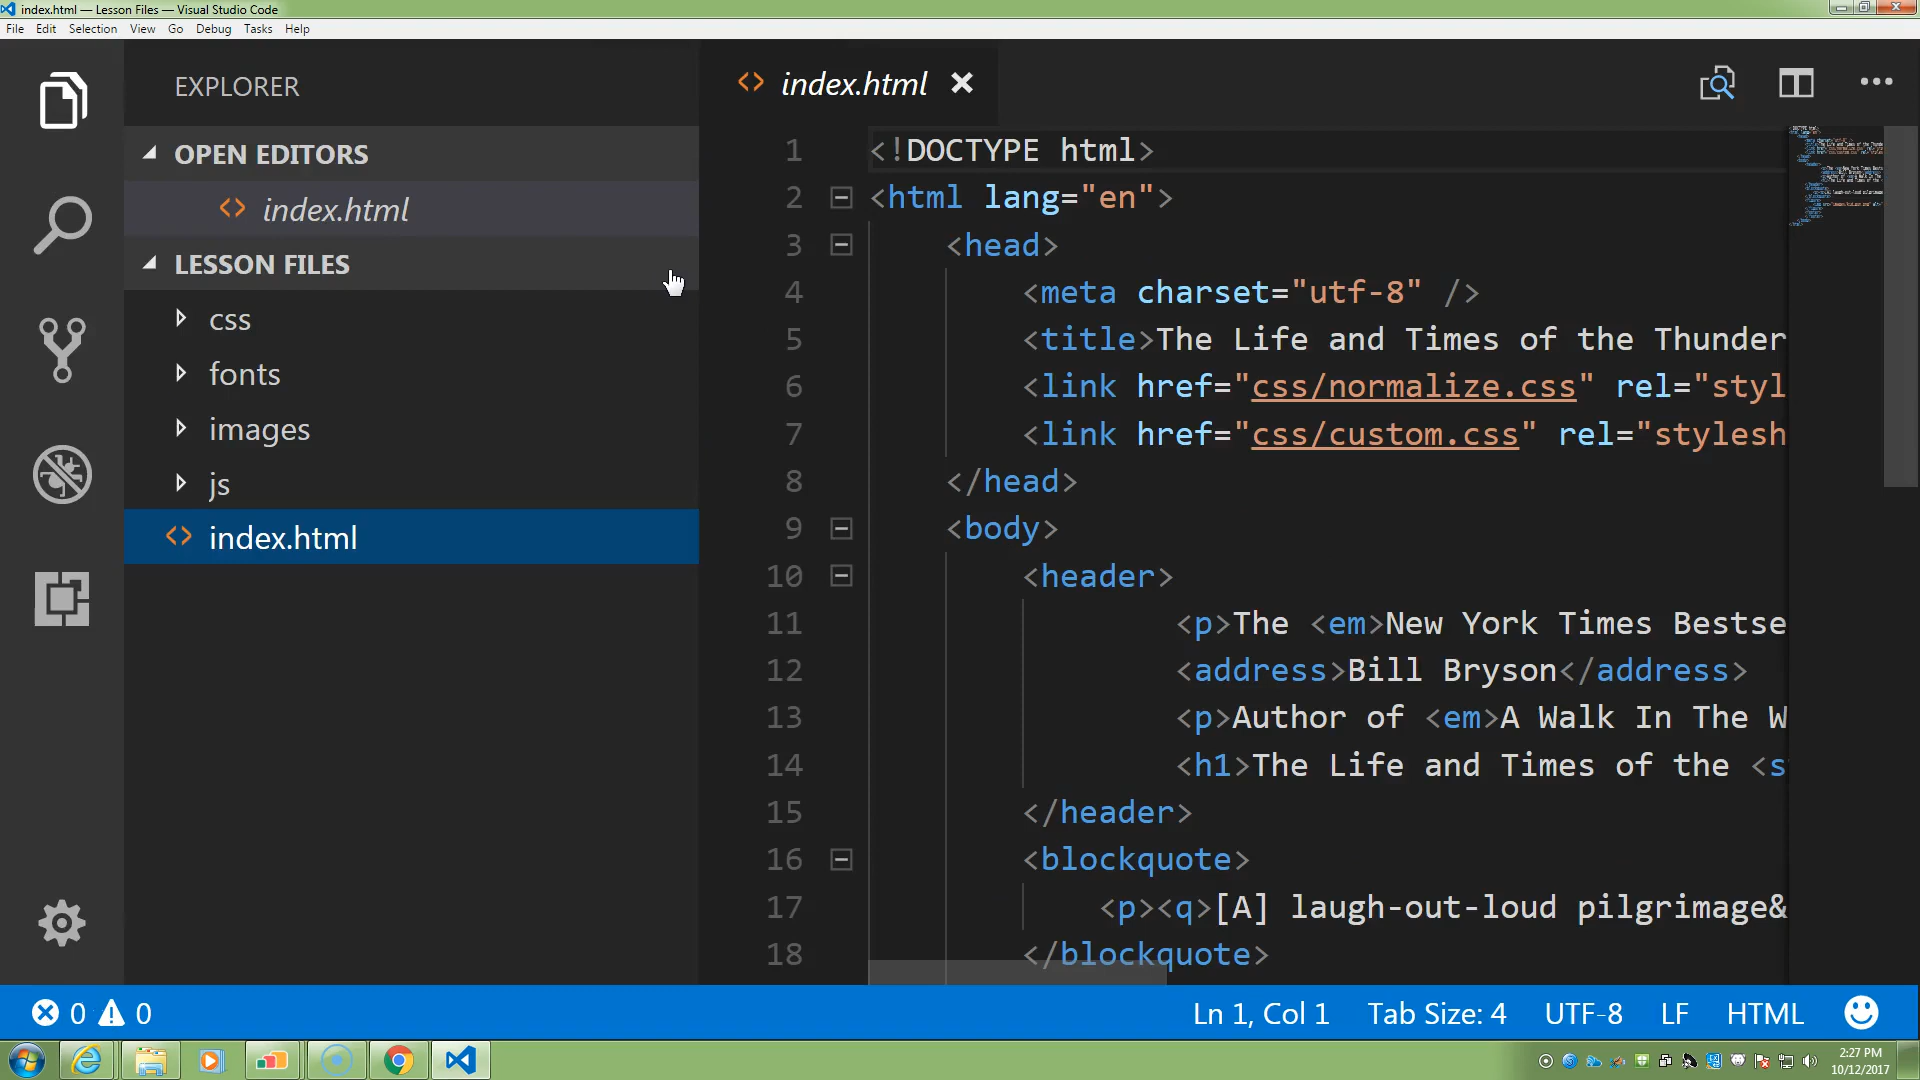 index.html — Lesson Files — Visual Studio Code
File Edit Selection View Go Debug Tasks Help
EXPLORER
OPEN EDITORS
index.html
LESSON FILES
css
fonts
images
js
index.html
index.html
1 <!DOCTYPE html>
2 <html lang="en">
3 <head>
4 <meta charset="utf-8" />
5 <title>The Life and Times of the Thunder
6 <link href="css/normalize.css" rel="styl
7 <link href="css/custom.css" rel="stylesh
8 </head>
9 <body>
10 <header>
11 <p>The <em>New York Times Bestse
12 <address>Bill Bryson</address>
13 <p>Author of <em>A Walk In The W
14 <h1>The Life and Times of the <s
15 </header>
16 <blockquote>
17 <p><q>[A] laugh-out-loud pilgrimage&
18 </blockquote>
0 0 Ln 1, Col 1 Tab Size: 4 UTF-8 LF HTML
2:27 PM
10/12/2017